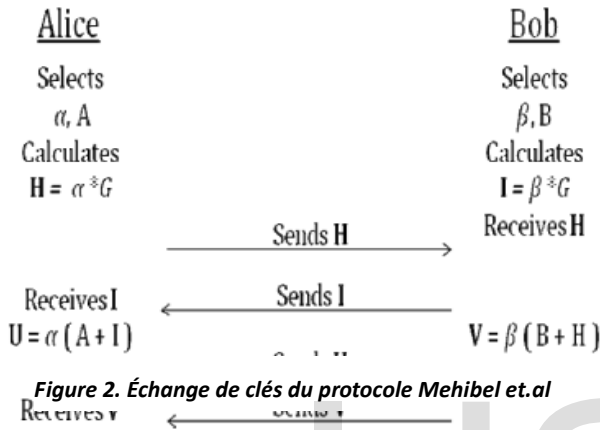 Alice
Bob
Selects
α, A
Calculates
H = α *G
Selects
β, B
Calculates
I = β *G
Receives H
Sends H
Sends I
Receives I
U = α ( A + I )
V = β ( B + H )
Figure 2. Échange de clés du protocole Mehibel et.al
Receives V